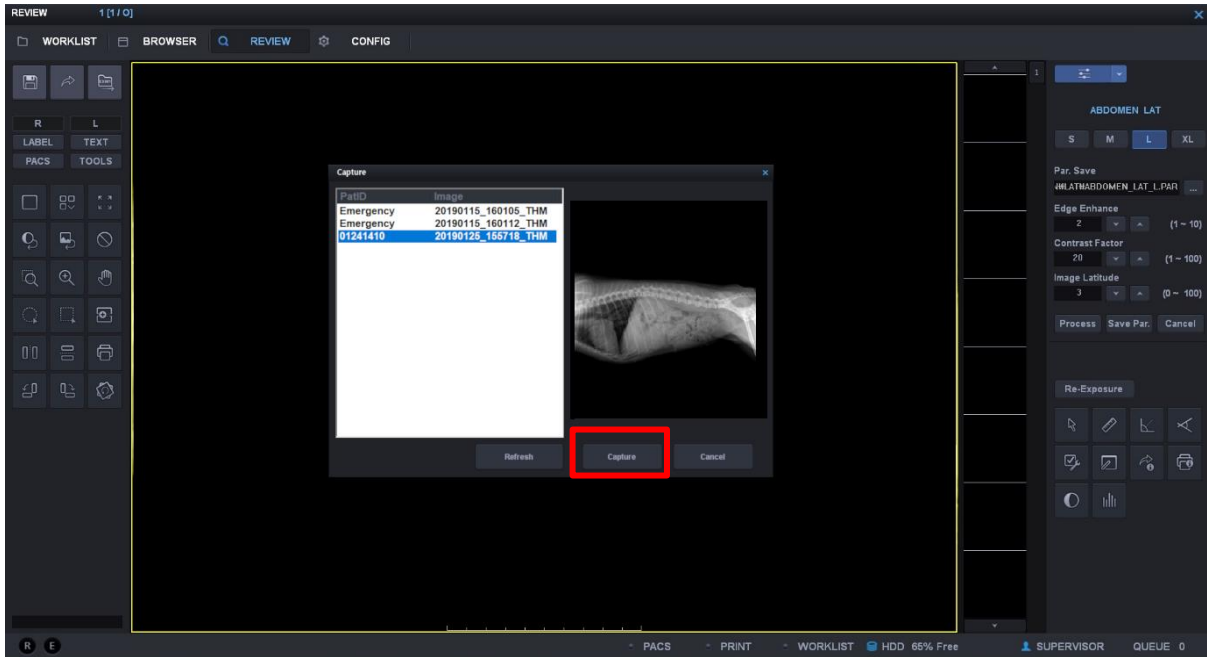 REVIEW 1 [1 / 0]
WORKLIST BROWSER REVIEW CONFIG
R L
LABEL TEXT
PACS TOOLS
Capture
PatID Image
Emergency 20190115_160105_THM
Emergency 20190115_160112_THM
01241410 20190125_155718_THM
Refresh Capture Cancel
1
ABDOMEN LAT
S M L XL
Par. Save
ABDOMEN_LAT_L.PAR ...
Edge Enhance
2 (1 ~ 10)
Contrast Factor
20 (1 ~ 100)
Image Latitude
3 (0 ~ 100)
Process Save Par. Cancel
Re-Exposure
R E
- PACS - PRINT - WORKLIST HDD 65% Free SUPERVISOR QUEUE 0